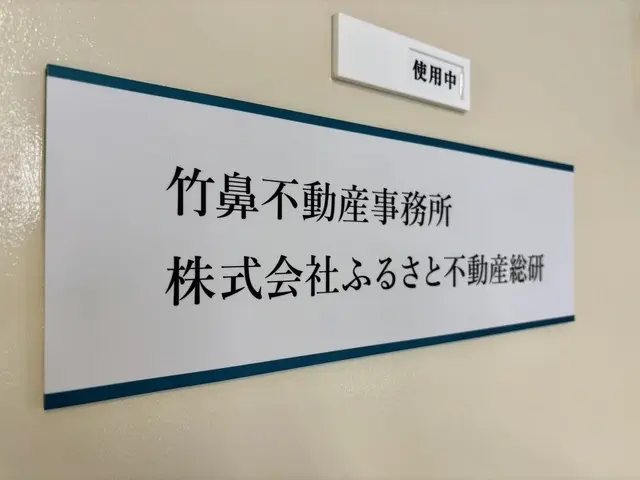 使用中
竹鼻不動産事務所
株式会社ふるさと不動産総研